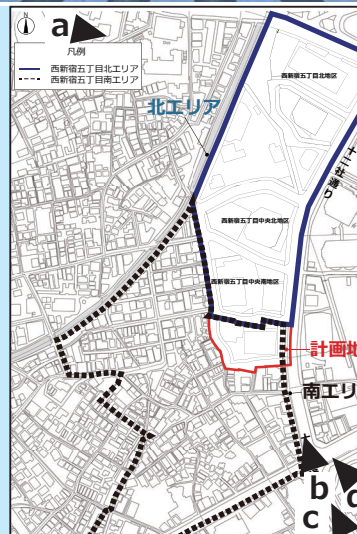 N
a
凡例
西新宿五丁目北エリア
西新宿五丁目南エリア
北エリア
西新宿五丁目北地区
十二社通り
西新宿五丁目中央北地区
西新宿五丁目中央南地区
計画地
南エリ
b
c